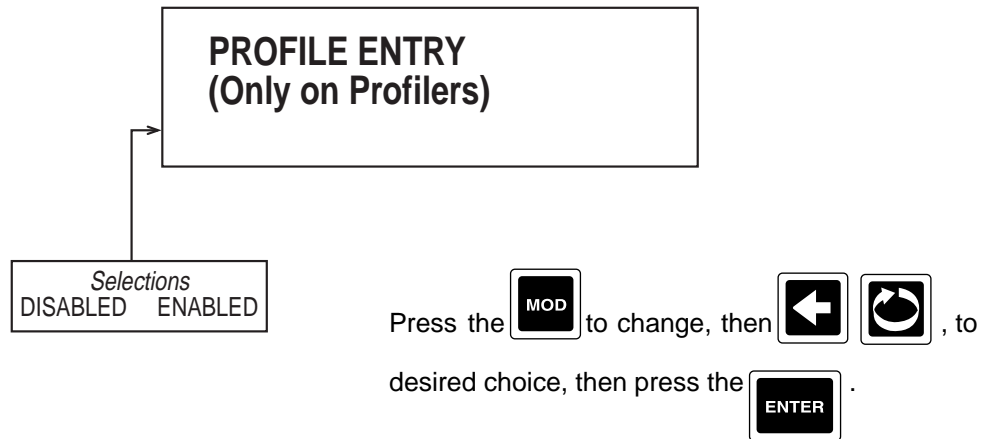 PROFILE ENTRY
(Only on Profilers)
Selections
DISABLED ENABLED
Press the MOD to change, then , to
desired choice, then press the ENTER .